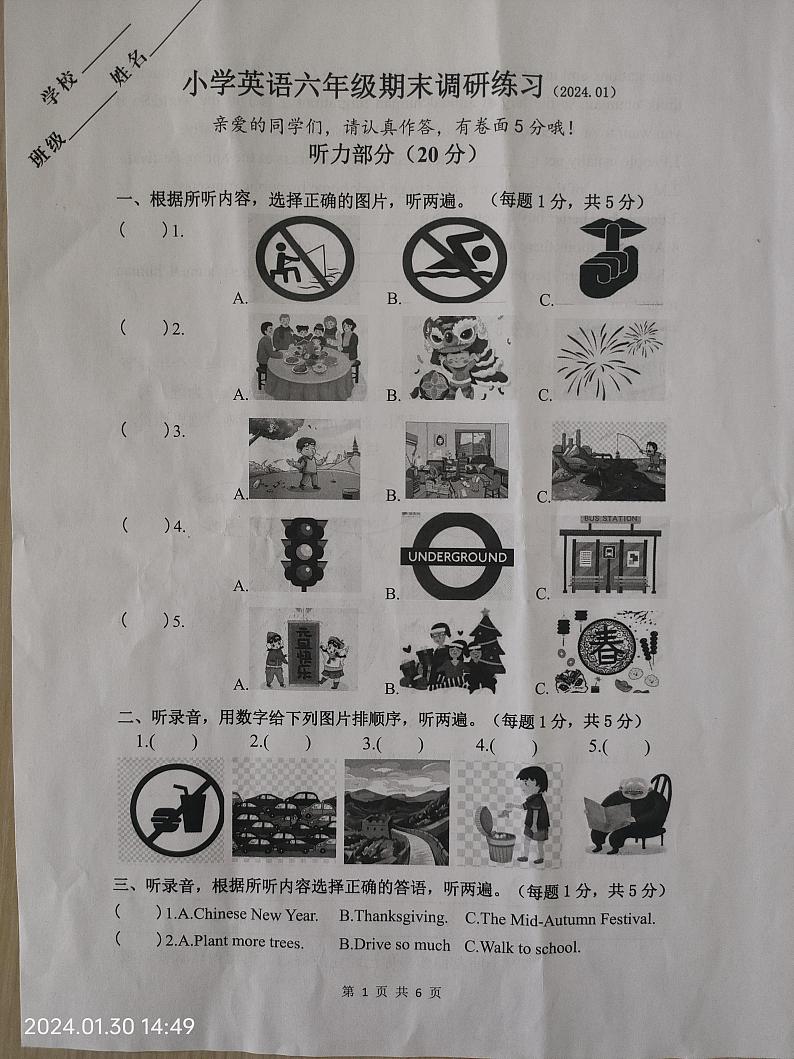 学校
姓名
班级
小学英语六年级期末调研练习(2024.01)
亲爱的同学们，请认真作答，有卷面5分哦！
听力部分（20分）
一、根据所听内容，选择正确的图片，听两遍。（每题1分，共5分）
(    )1.
A. B. C.
(    )2.
A. B. C.
(    )3.
A. B. C.
(    )4.
UNDERGROUND
BUS STATION
A. B. C.
(    )5.
元旦快乐
春
A. B. C.
二、听录音，用数字给下列图片排顺序，听两遍。（每题1分，共5分）
1.(    ) 2.(    ) 3.(    ) 4.(    ) 5.(    )
三、听录音，根据所听内容选择正确的答语，听两遍。（每题1分，共5分）
(    )1.A.Chinese New Year. B.Thanksgiving. C.The Mid-Autumn Festival.
(    )2.A.Plant more trees. B.Drive so much C.Walk to school.
第 1 页 共 6 页
2024.01.30 14:49